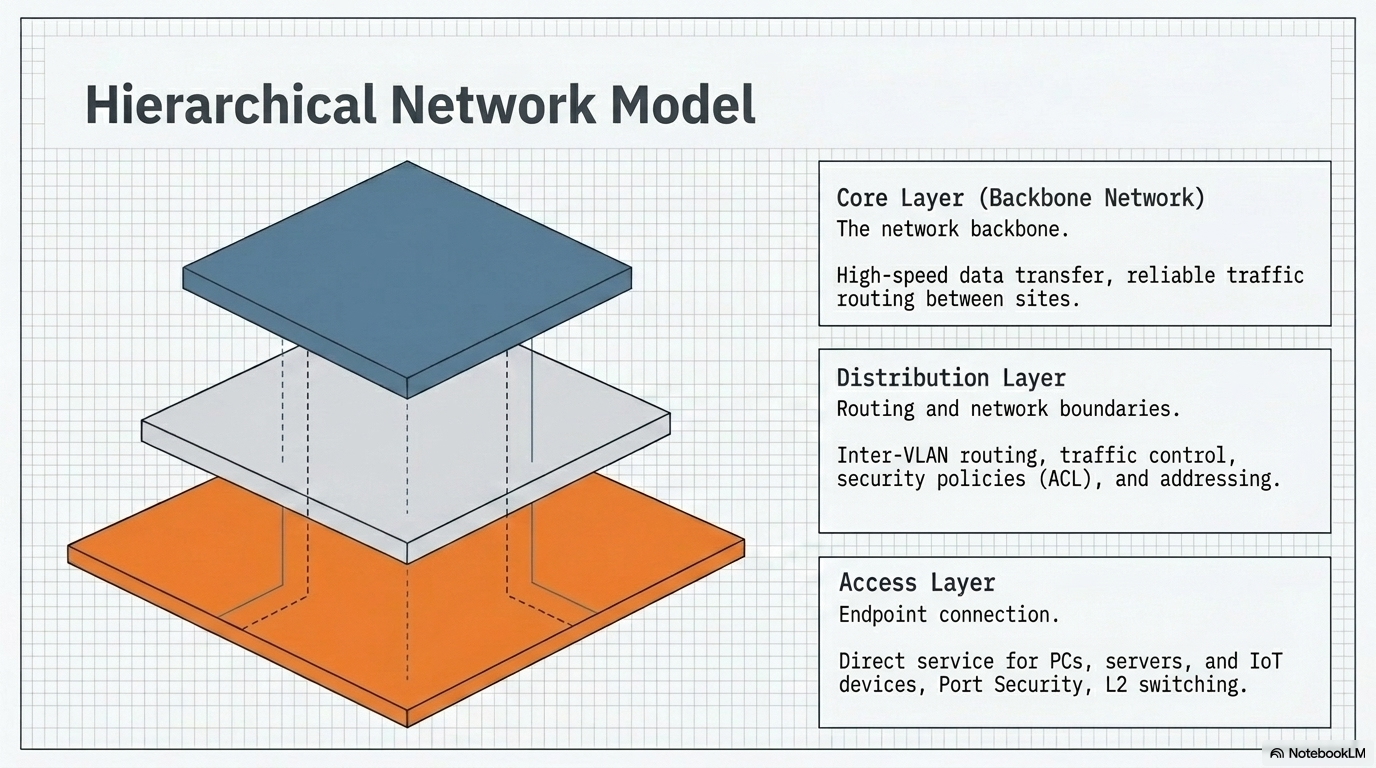 Hierarchical Network Model
Core Layer (Backbone Network)
The network backbone.
High-speed data transfer, reliable traffic
routing between sites.
Distribution Layer
Routing and network boundaries.
Inter-VLAN routing, traffic control,
security policies (ACL), and addressing.
Access Layer
Endpoint connection.
Direct service for PCs, servers, and IoT
devices, Port Security, L2 switching.
NotebookLM